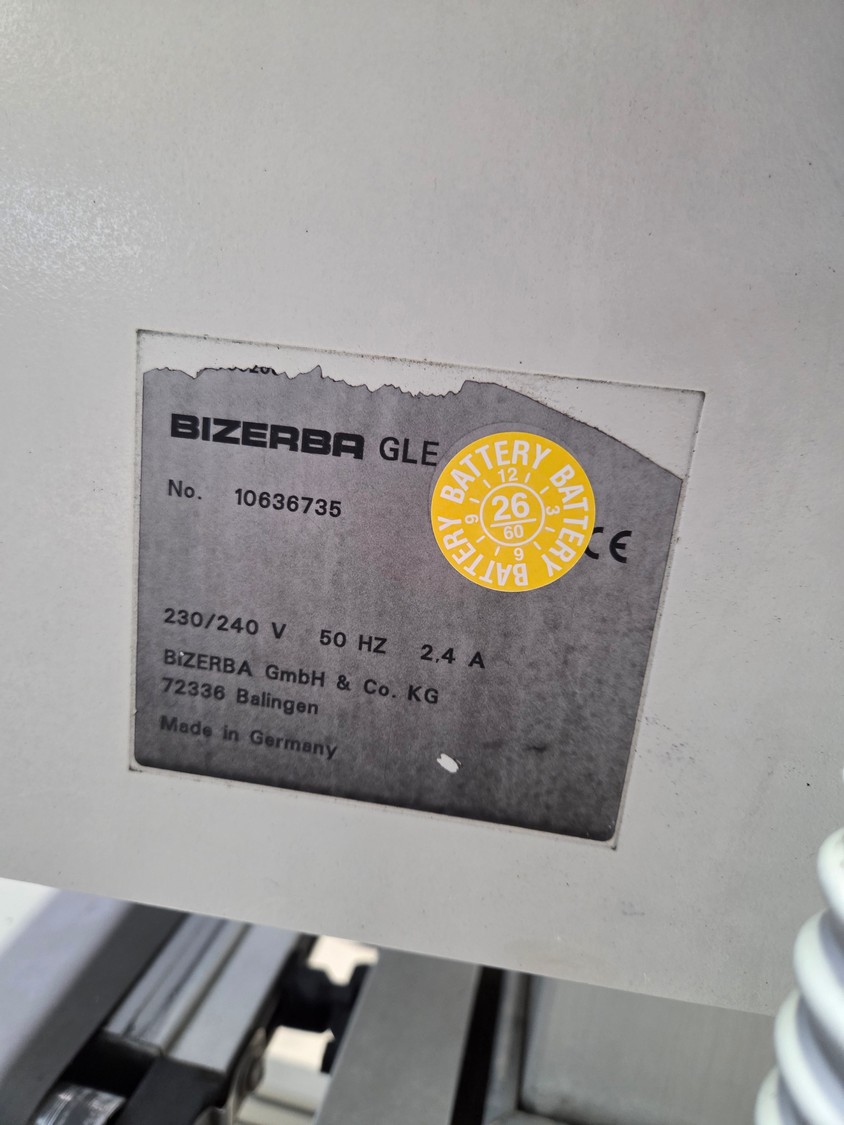 BIZERBA GLE
No. 10636735
BATTERY BATTERY BATTERY
12
3
6
9
26
60
CE
230/240 V 50 HZ 2,4 A
BIZERBA GmbH & Co. KG
72336 Balingen
Made in Germany